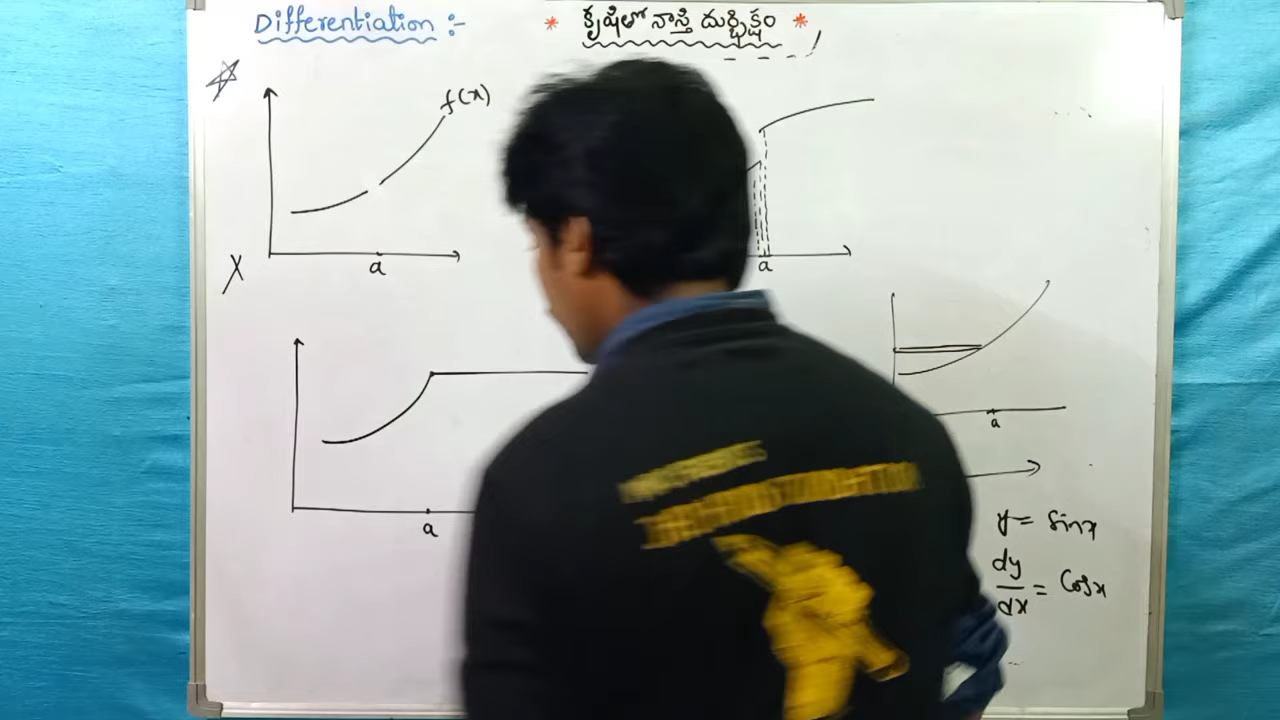 Differentiation :-
* కృషిలో నాస్తి దుర్భిక్షం *
f(x)
a
a
X
a
a
y = sinx
dy/dx = Cosx